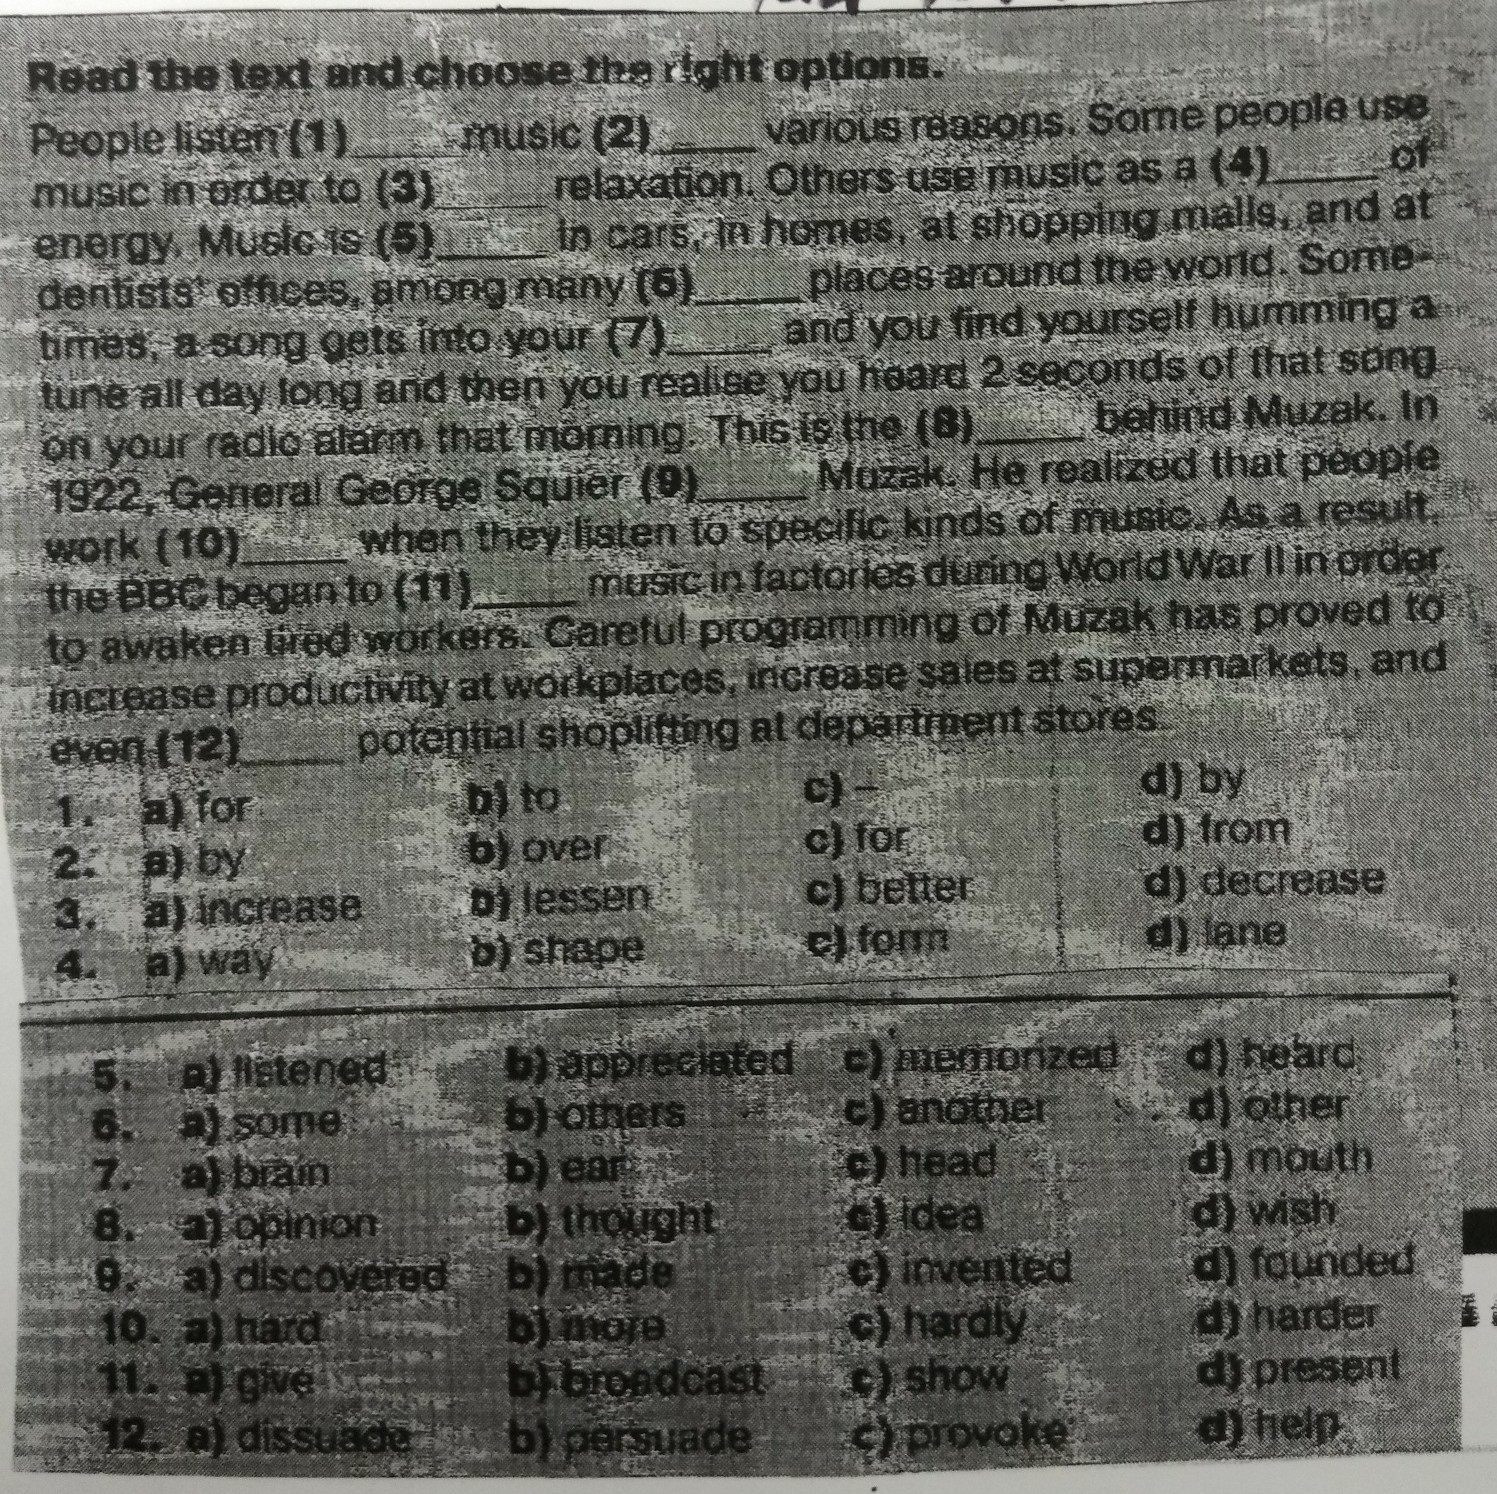 Read the text and choose the right options.
People listen (1)_____ music (2)_____ various reasons. Some people use
music in order to (3)_____ relaxation. Others use music as a (4)_____ of
energy. Music is (5)_____ in cars, in homes, at shopping malls, and at
dentists' offices, among many (6)_____ places around the world. Some-
times, a song gets into your (7)_____ and you find yourself humming a
tune all day long and then you realise you heard 2 seconds of that song
on your radio alarm that morning. This is the (8)_____ behind Muzak. In
1922, General George Squier (9)_____ Muzak. He realized that people
work (10)_____ when they listen to specific kinds of music. As a result,
the BBC began to (11)_____ music in factories during World War II in order
to awaken tired workers. Careful programming of Muzak has proved to
increase productivity at workplaces, increase sales at supermarkets, and
even (12)_____ potential shoplifting at department stores.
1. a) for b) to c) – d) by
2. a) by b) over c) for d) from
3. a) increase b) lessen c) better d) decrease
4. a) way b) shape c) form d) lane
5. a) listened b) appreciated c) memorized d) heard
6. a) some b) others c) another d) other
7. a) brain b) ear c) head d) mouth
8. a) opinion b) thought c) idea d) wish
9. a) discovered b) made c) invented d) founded
10. a) hard b) more c) hardly d) harder
11. a) give b) broadcast c) show d) present
12. a) dissuade b) persuade c) provoke d) help